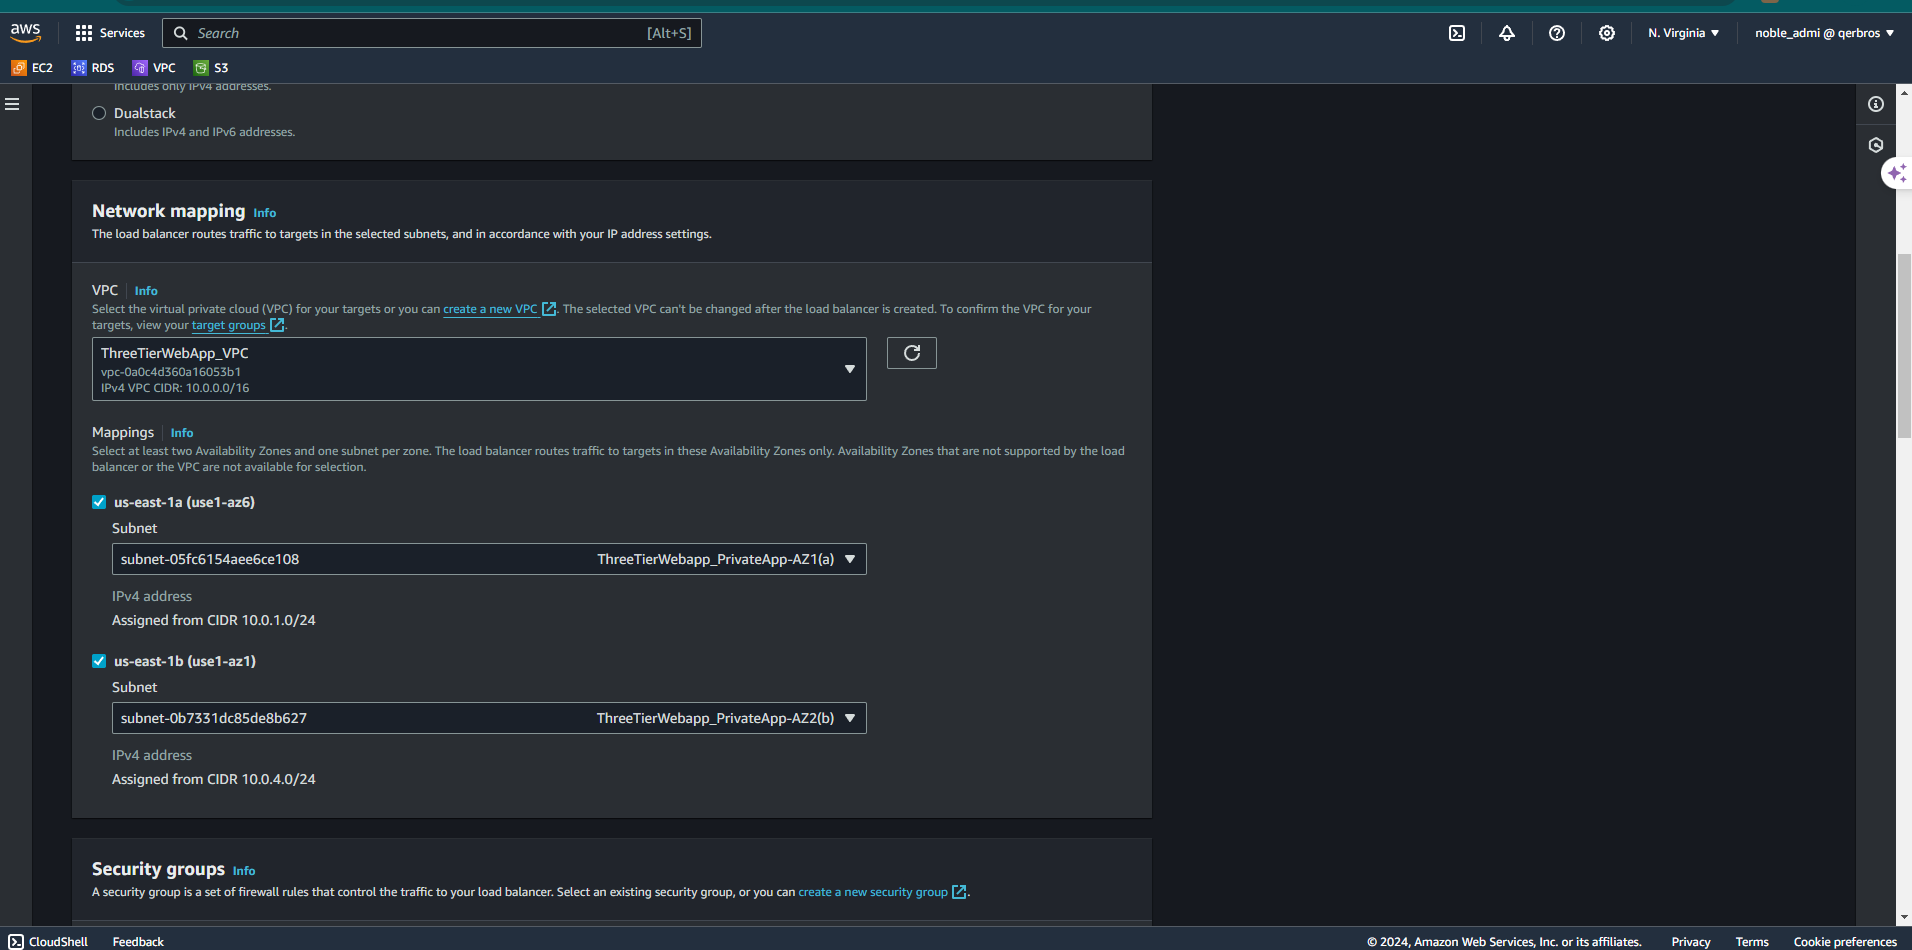 aws
Services
Search [Alt+S]
N. Virginia
noble_admi @ qerbros
EC2
RDS
VPC
S3
Includes only IPv4 addresses.
Dualstack
Includes IPv4 and IPv6 addresses.
Network mapping Info
The load balancer routes traffic to targets in the selected subnets, and in accordance with your IP address settings.
VPC Info
Select the virtual private cloud (VPC) for your targets or you can create a new VPC. The selected VPC can't be changed after the load balancer is created. To confirm the VPC for your
targets, view your target groups.
ThreeTierWebApp_VPC
vpc-0a0c4d360a16053b1
IPv4 VPC CIDR: 10.0.0.0/16
Mappings Info
Select at least two Availability Zones and one subnet per zone. The load balancer routes traffic to targets in these Availability Zones only. Availability Zones that are not supported by the load
balancer or the VPC are not available for selection.
us-east-1a (use1-az6)
Subnet
subnet-05fc6154aee6ce108 ThreeTierWebapp_PrivateApp-AZ1(a)
IPv4 address
Assigned from CIDR 10.0.1.0/24
us-east-1b (use1-az1)
Subnet
subnet-0b7331dc85de8b627 ThreeTierWebapp_PrivateApp-AZ2(b)
IPv4 address
Assigned from CIDR 10.0.4.0/24
Security groups Info
A security group is a set of firewall rules that control the traffic to your load balancer. Select an existing security group, or you can create a new security group.
CloudShell
Feedback
© 2024, Amazon Web Services, Inc. or its affiliates.
Privacy
Terms
Cookie preferences